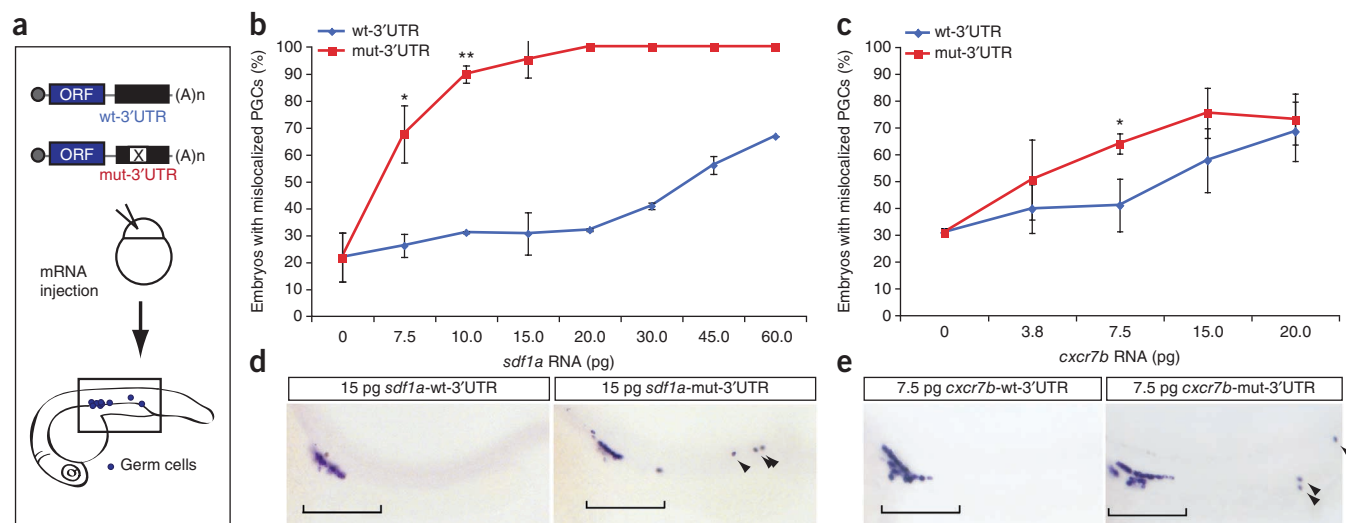 a
ORF
(A)n
wt-3′UTR
ORF
X
(A)n
mut-3′UTR
mRNA
injection
Germ cells
b
wt-3′UTR
mut-3′UTR
Embryos with mislocalized PGCs (%)
100
90
80
70
60
50
40
30
20
10
0
*
**
0 7.5 10.0 15.0 20.0 30.0 45.0 60.0
sdf1a RNA (pg)
c
wt-3′UTR
mut-3′UTR
Embryos with mislocalized PGCs (%)
100
90
80
70
60
50
40
30
20
10
0
*
0 3.8 7.5 15.0 20.0
cxcr7b RNA (pg)
d
15 pg sdf1a-wt-3′UTR
15 pg sdf1a-mut-3′UTR
e
7.5 pg cxcr7b-wt-3′UTR
7.5 pg cxcr7b-mut-3′UTR